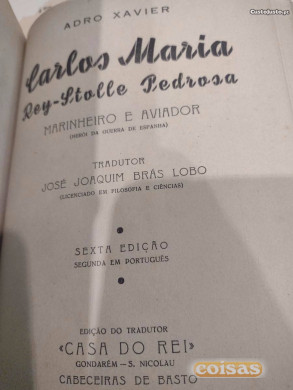 CustoJusto.pt
ADRO XAVIER
Carlos Maria
Rey-Stolle Pedrosa
MARINHEIRO E AVIADOR
(HERÓI DA GUERRA DE ESPANHA)
TRADUTOR
JOSÉ JOAQUIM BRÁS LOBO
(LICENCIADO EM FILOSOFIA E CIÊNCIAS)
SEXTA EDIÇÃO
SEGUNDA EM PORTUGUÊS
EDIÇÃO DO TRADUTOR
«CASA DO REI»
GONDARÉM — S. NICOLAU
CABECEIRAS DE BASTO
coisas